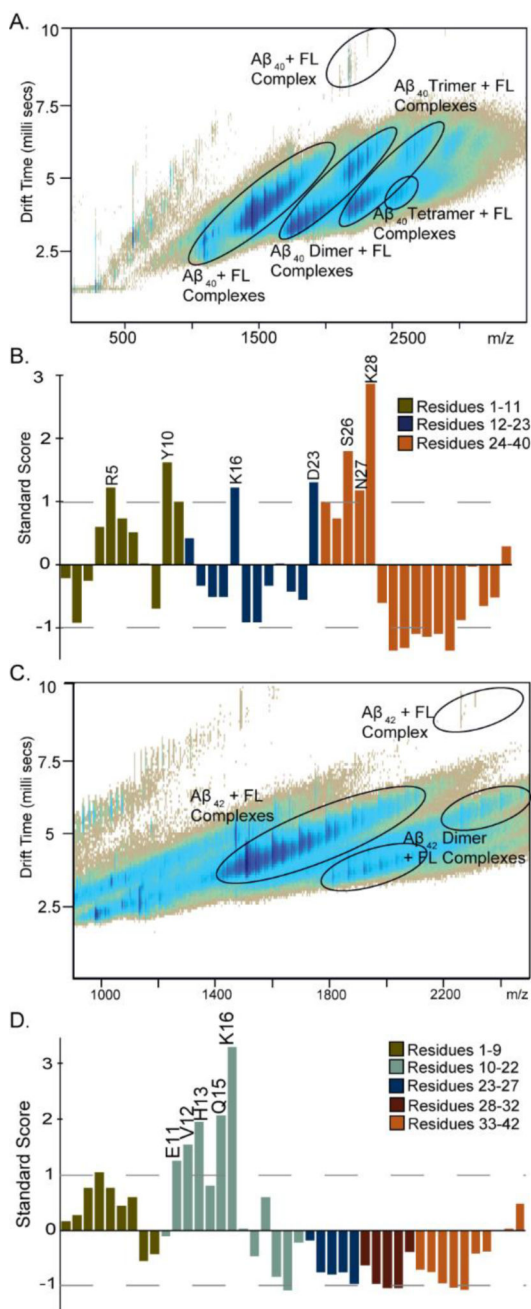 A.
10
7.5
5
2.5
Drift Time (milli secs)
Aβ40+ FL
Complex
Aβ40Trimer + FL
Complexes
Aβ40Tetramer + FL
Complexes
Aβ40 Dimer + FL
Complexes
Aβ40+ FL
Complexes
500
1500
2500
m/z
B.
3
2
1
0
-1
Standard Score
R5
Y10
K16
D23
S26
N27
K28
Residues 1-11
Residues 12-23
Residues 24-40
C.
10
7.5
5
2.5
Drift Time (milli secs)
Aβ42 + FL
Complex
Aβ42 + FL
Complexes
Aβ42 Dimer
+ FL Complexes
1000
1400
1800
2200
m/z
D.
3
2
1
0
-1
Standard Score
E11
V12
H13
Q15
K16
Residues 1-9
Residues 10-22
Residues 23-27
Residues 28-32
Residues 33-42